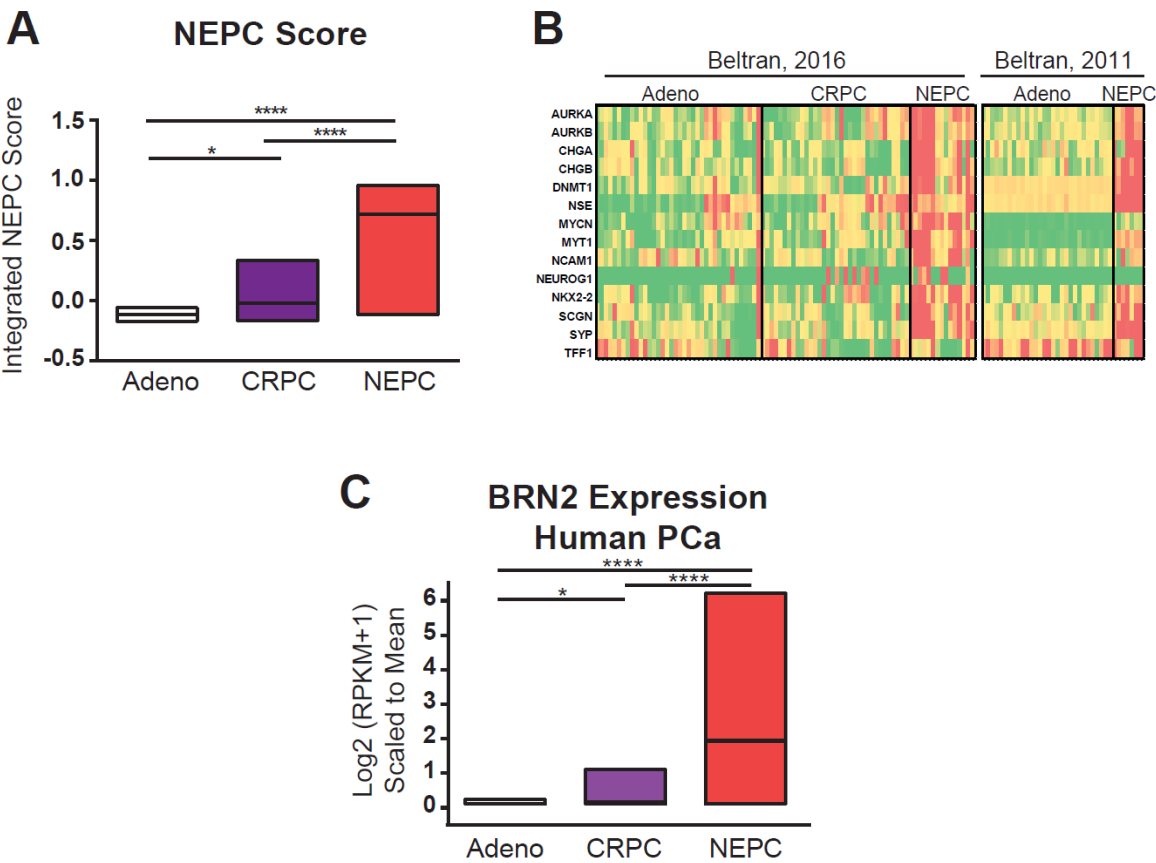 A
NEPC Score
Integrated NEPC Score
1.5
1.0
0.5
0.0
-0.5
****
****
*
Adeno CRPC NEPC
B
Beltran, 2016 Beltran, 2011
Adeno CRPC NEPC Adeno NEPC
AURKA
AURKB
CHGA
CHGB
DNMT1
NSE
MYCN
MYT1
NCAM1
NEUROG1
NKX2-2
SCGN
SYP
TFF1
C
BRN2 Expression
Human PCa
Log2 (RPKM+1)
Scaled to Mean
6
5
4
3
2
1
0
****
****
*
Adeno CRPC NEPC